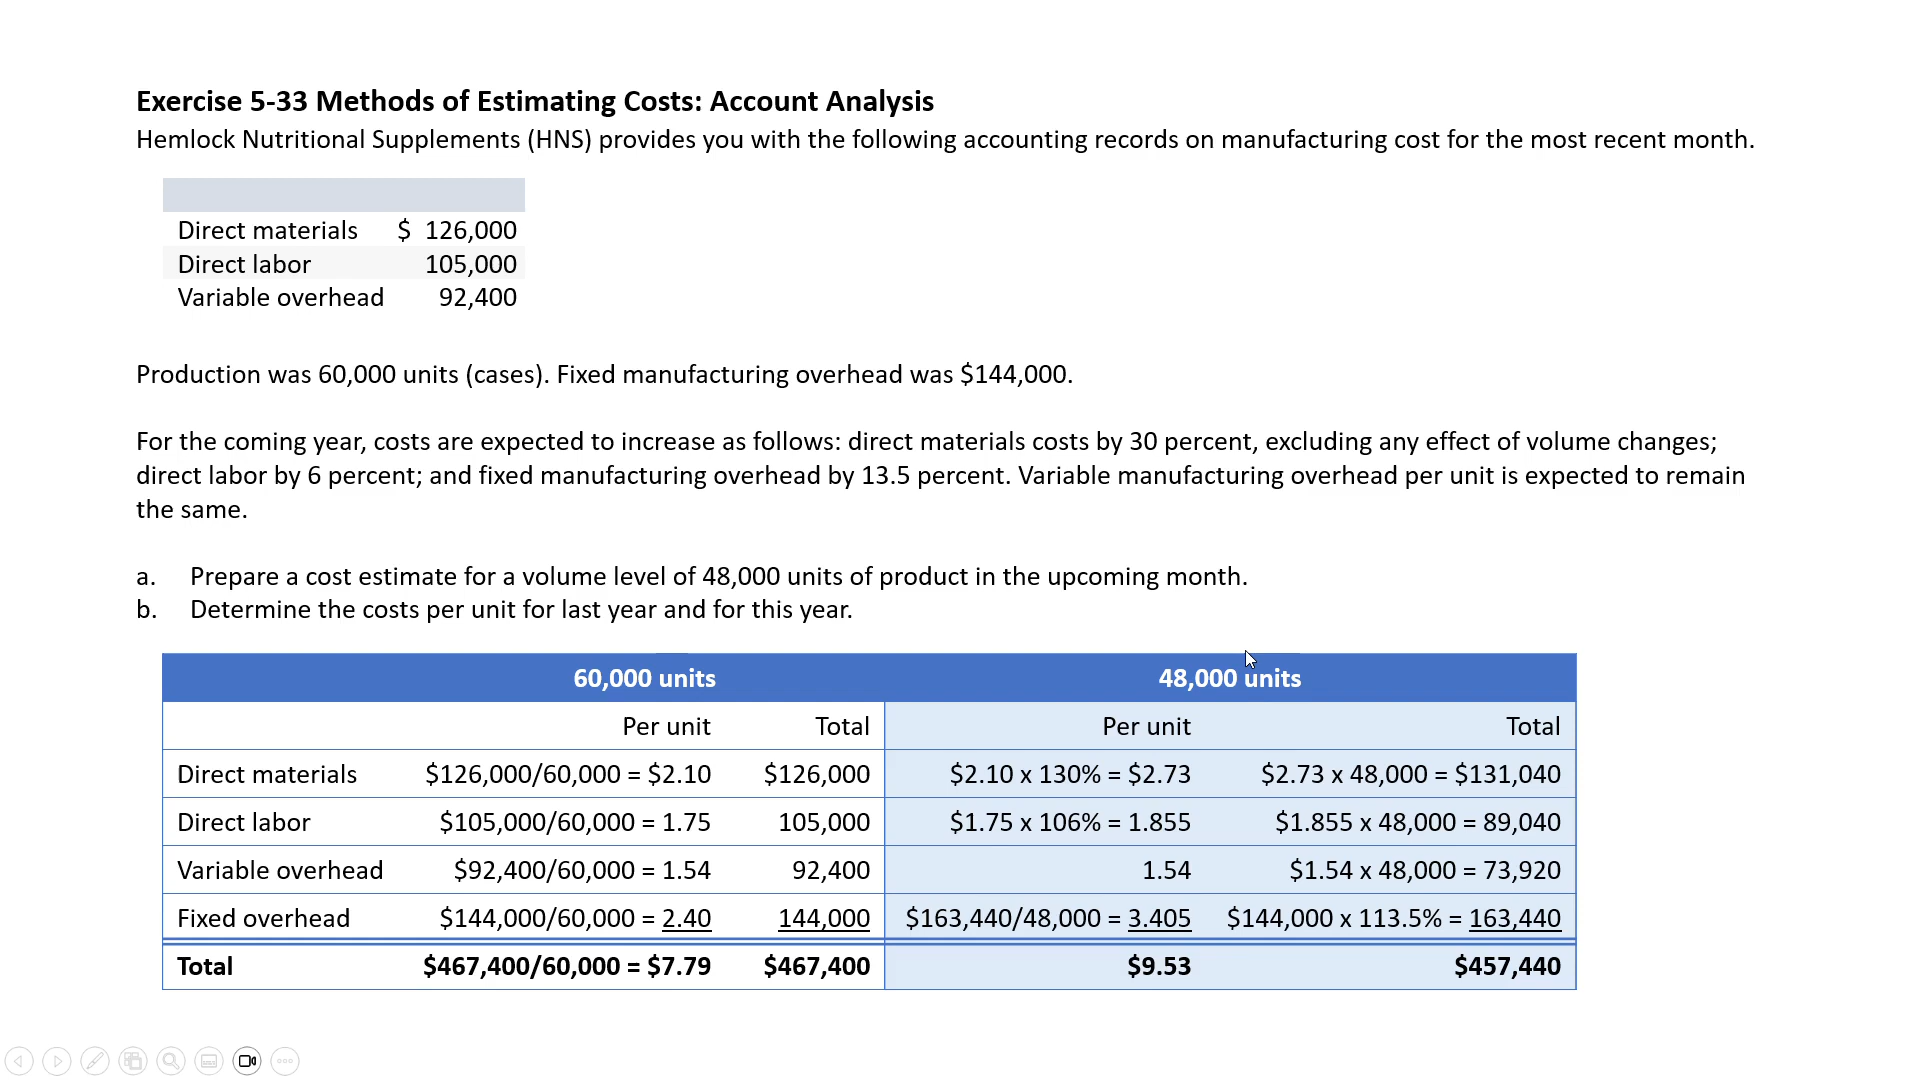 Exercise 5-33 Methods of Estimating Costs: Account Analysis
Hemlock Nutritional Supplements (HNS) provides you with the following accounting records on manufacturing cost for the most recent month.
Direct materials $ 126,000
Direct labor 105,000
Variable overhead 92,400
Production was 60,000 units (cases). Fixed manufacturing overhead was $144,000.
For the coming year, costs are expected to increase as follows: direct materials costs by 30 percent, excluding any effect of volume changes;
direct labor by 6 percent; and fixed manufacturing overhead by 13.5 percent. Variable manufacturing overhead per unit is expected to remain
the same.
a. Prepare a cost estimate for a volume level of 48,000 units of product in the upcoming month.
b. Determine the costs per unit for last year and for this year.
60,000 units 48,000 units
Per unit Total Per unit Total
Direct materials $126,000/60,000 = $2.10 $126,000 $2.10 x 130% = $2.73 $2.73 x 48,000 = $131,040
Direct labor $105,000/60,000 = 1.75 105,000 $1.75 x 106% = 1.855 $1.855 x 48,000 = 89,040
Variable overhead $92,400/60,000 = 1.54 92,400 1.54 $1.54 x 48,000 = 73,920
Fixed overhead $144,000/60,000 = 2.40 144,000 $163,440/48,000 = 3.405 $144,000 x 113.5% = 163,440
Total $467,400/60,000 = $7.79 $467,400 $9.53 $457,440